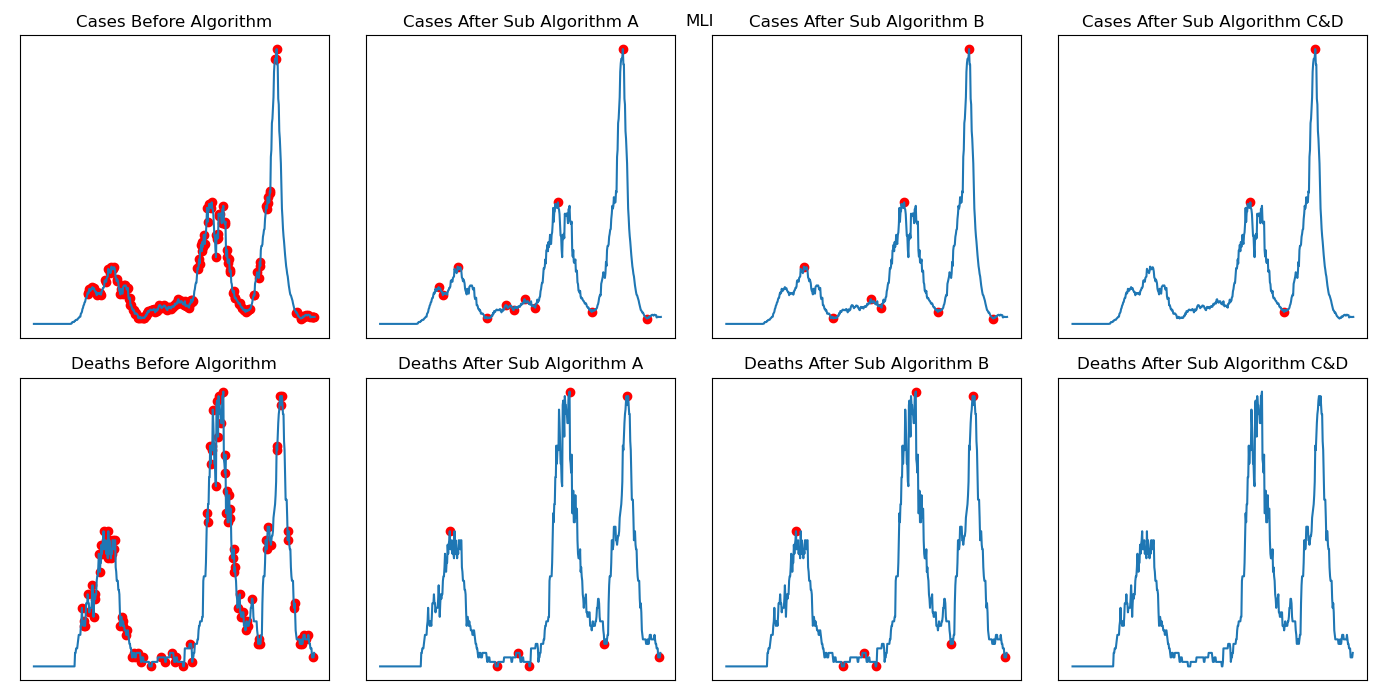 MLI
Cases Before Algorithm
Cases After Sub Algorithm A
Cases After Sub Algorithm B
Cases After Sub Algorithm C&D
Deaths Before Algorithm
Deaths After Sub Algorithm A
Deaths After Sub Algorithm B
Deaths After Sub Algorithm C&D